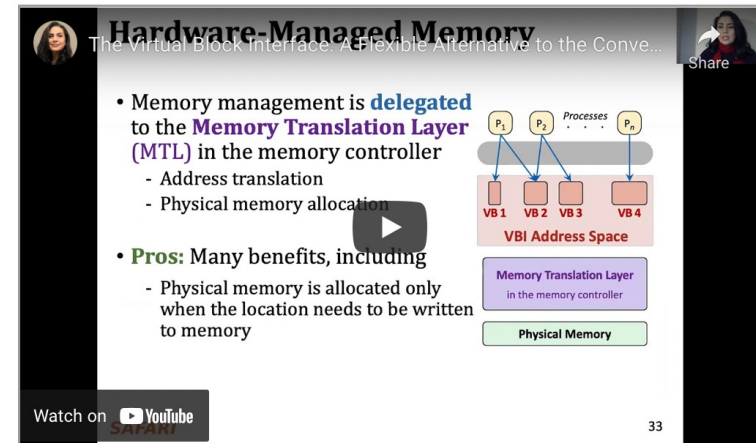 Hardware-Managed Memory
The Virtual Block Interface: A Flexible Alternative to the Conve...
Share
• Memory management is delegated
to the Memory Translation Layer
(MTL) in the memory controller
- Address translation
- Physical memory allocation
• Pros: Many benefits, including
- Physical memory is allocated only
when the location needs to be written
to memory
Processes
P1 P2 . . . Pn
VB 1 VB 2 VB 3 VB 4
VBI Address Space
Memory Translation Layer
in the memory controller
Physical Memory
Watch on YouTube
SAFARI
33